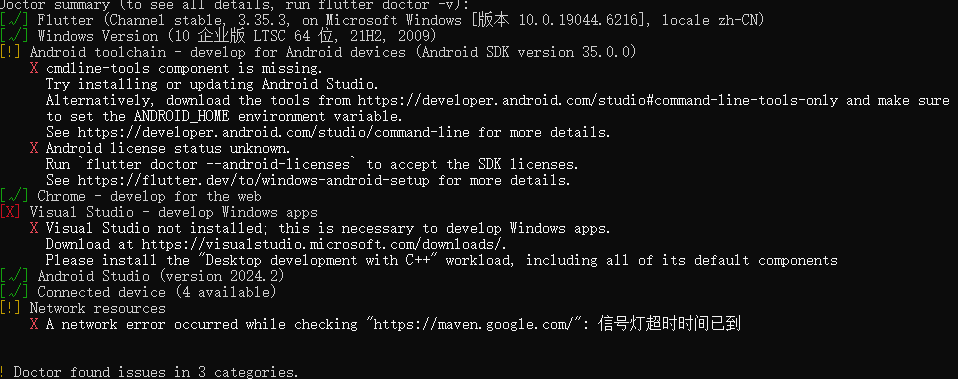 Doctor summary (to see all details, run flutter doctor -v):
[√] Flutter (Channel stable, 3.35.3, on Microsoft Windows [版本 10.0.19044.6216], locale zh-CN)
[√] Windows Version (10 企业版 LTSC 64 位, 21H2, 2009)
[!] Android toolchain - develop for Android devices (Android SDK version 35.0.0)
X cmdline-tools component is missing.
Try installing or updating Android Studio.
Alternatively, download the tools from https://developer.android.com/studio#command-line-tools-only and make sure
to set the ANDROID_HOME environment variable.
See https://developer.android.com/studio/command-line for more details.
X Android license status unknown.
Run `flutter doctor --android-licenses` to accept the SDK licenses.
See https://flutter.dev/to/windows-android-setup for more details.
[√] Chrome - develop for the web
[X] Visual Studio - develop Windows apps
X Visual Studio not installed; this is necessary to develop Windows apps.
Download at https://visualstudio.microsoft.com/downloads/.
Please install the "Desktop development with C++" workload, including all of its default components
[√] Android Studio (version 2024.2)
[√] Connected device (4 available)
[!] Network resources
X A network error occurred while checking "https://maven.google.com/": 信号灯超时时间已到
! Doctor found issues in 3 categories.